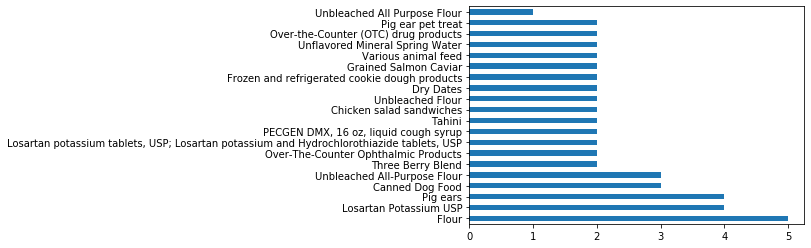 Unbleached All Purpose Flour
Pig ear pet treat
Over-the-Counter (OTC) drug products
Unflavored Mineral Spring Water
Various animal feed
Grained Salmon Caviar
Frozen and refrigerated cookie dough products
Dry Dates
Unbleached Flour
Chicken salad sandwiches
Tahini
PECGEN DMX, 16 oz, liquid cough syrup
Losartan potassium tablets, USP; Losartan potassium and Hydrochlorothiazide tablets, USP
Over-The-Counter Ophthalmic Products
Three Berry Blend
Unbleached All-Purpose Flour
Canned Dog Food
Pig ears
Losartan Potassium USP
Flour
0 1 2 3 4 5